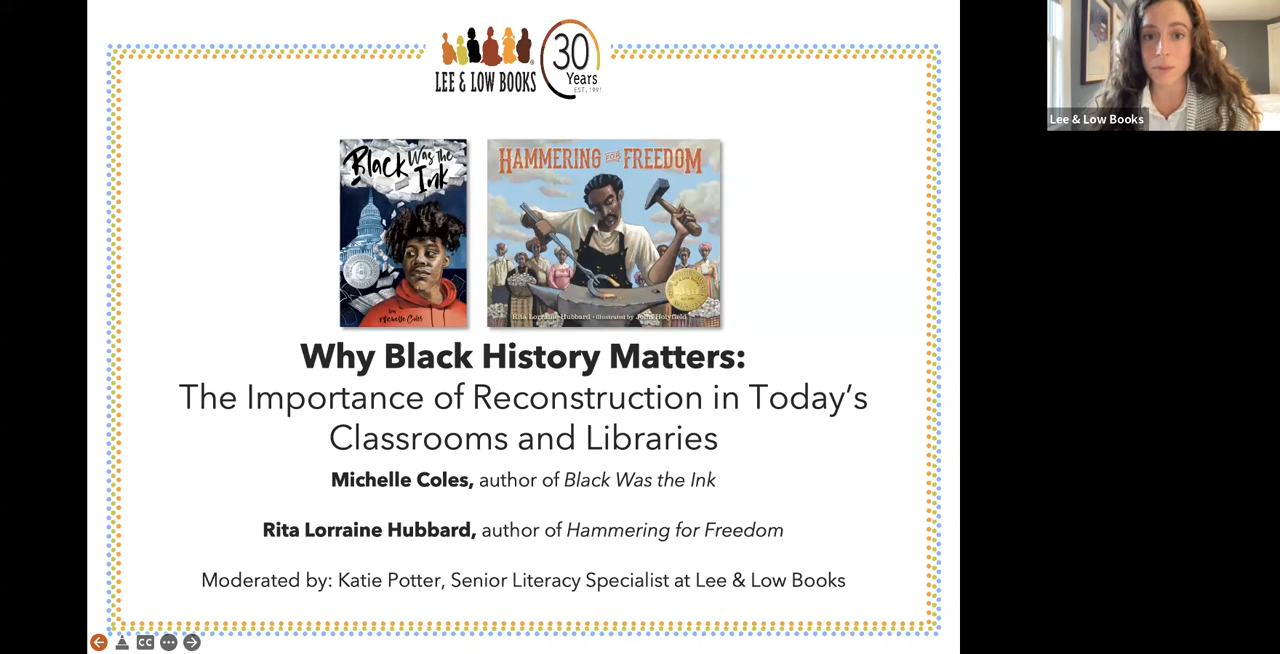 LEE & LOW BOOKS
30
Years
EST. 1991
Black Was the
Ink
by
Michelle Coles
HAMMERING FOR FREEDOM
Rita Lorraine Hubbard • illustrated by John Holyfield
Why Black History Matters:
The Importance of Reconstruction in Today's
Classrooms and Libraries
Michelle Coles, author of Black Was the Ink
Rita Lorraine Hubbard, author of Hammering for Freedom
Moderated by: Katie Potter, Senior Literacy Specialist at Lee & Low Books
CC
Lee & Low Books